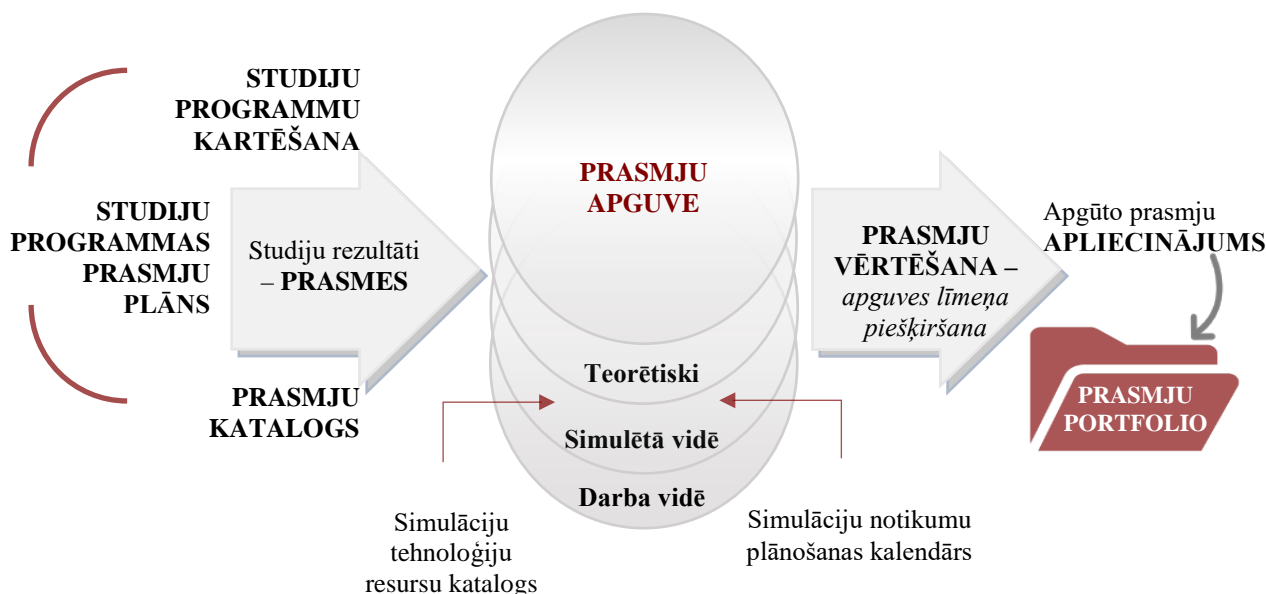 STUDIJU
PROGRAMMU
KARTĒŠANA
STUDIJU
PROGRAMMAS
PRASMJU
PLĀNS
PRASMJU
KATALOGS
Studiju rezultāti
– PRASMES
PRASMJU
APGUVE
Teorētiski
Simulētā vidē
Darba vidē
Simulāciju
tehnoloģiju
resursu katalogs
Simulāciju notikumu
plānošanas kalendārs
PRASMJU
VĒRTĒŠANA –
apguves līmeņa
piešķiršana
Apgūto prasmju
APLIECINĀJUMS
PRASMJU
PORTFOLIO